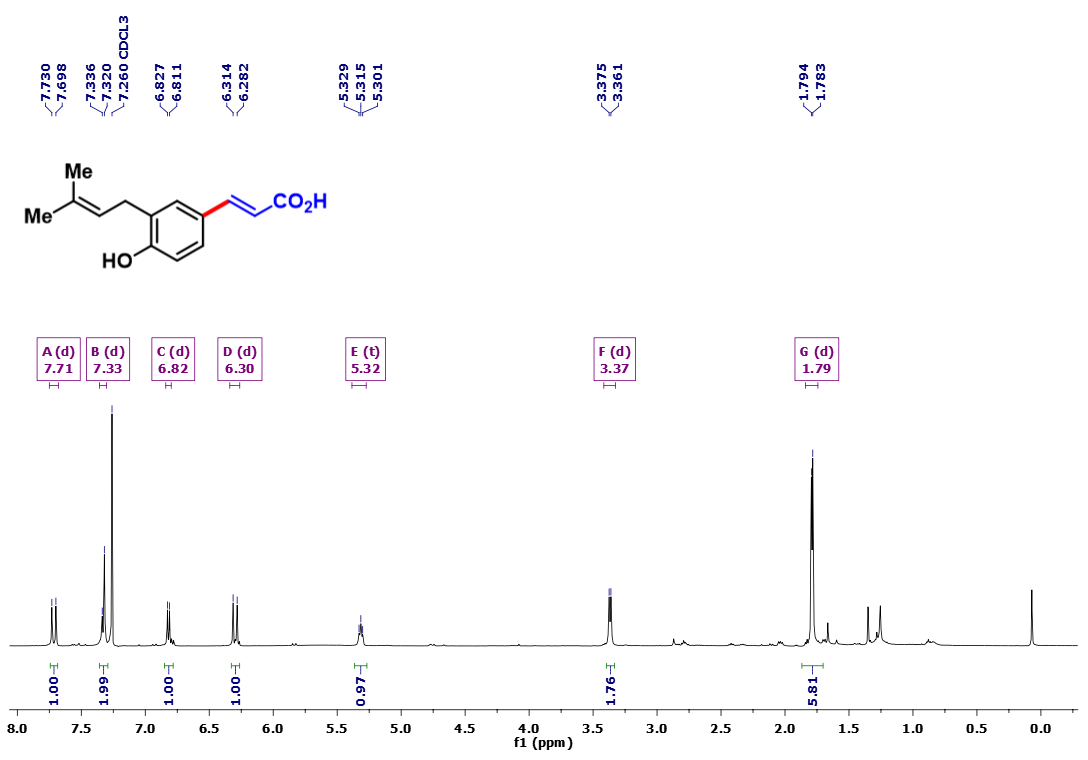 7.730
7.698
7.336
7.320
7.260 CDCL3
6.827
6.811
6.314
6.282
5.329
5.315
5.301
3.375
3.361
1.794
1.783
Me
Me
CO2H
HO
A (d)
7.71
B (d)
7.33
C (d)
6.82
D (d)
6.30
E (t)
5.32
F (d)
3.37
G (d)
1.79
1.00
1.99
1.00
1.00
0.97
1.76
5.81
8.0 7.5 7.0 6.5 6.0 5.5 5.0 4.5 4.0 3.5 3.0 2.5 2.0 1.5 1.0 0.5 0.0
f1 (ppm)